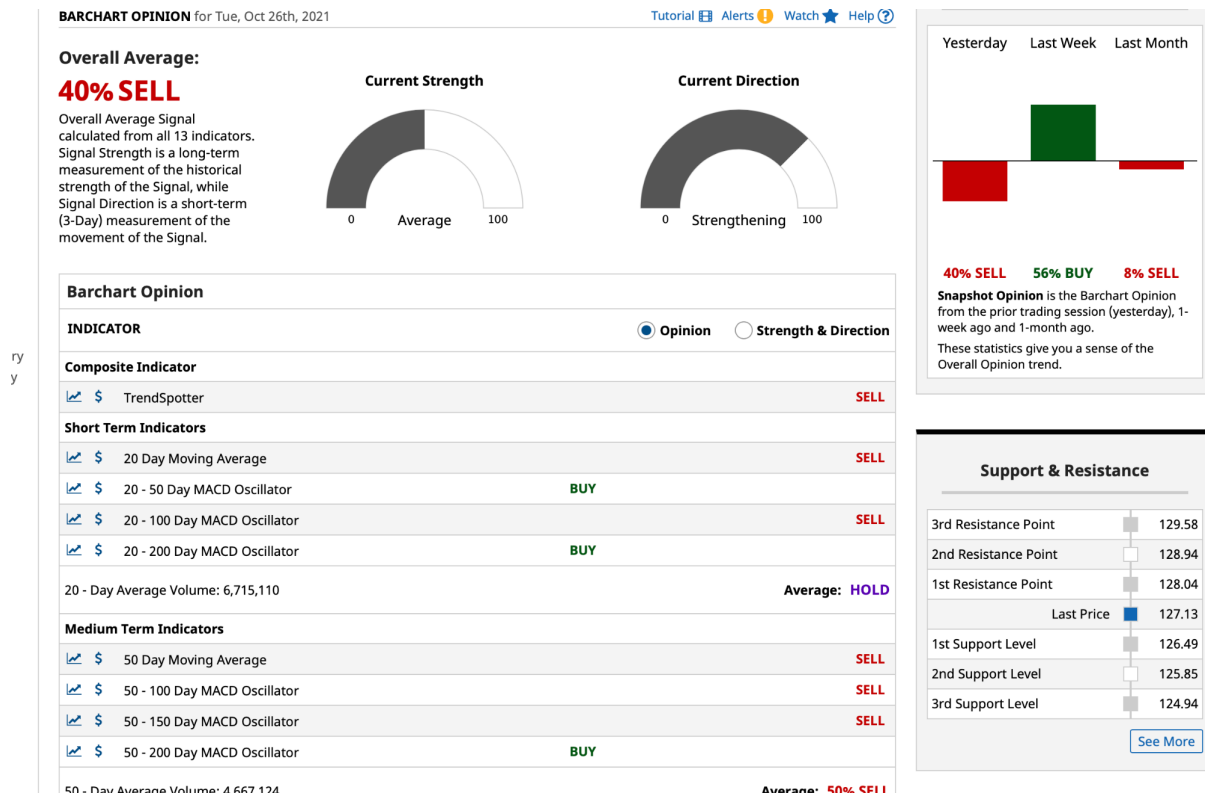 BARCHART OPINION for Tue, Oct 26th, 2021
Tutorial Alerts Watch Help
Overall Average:
40% SELL
Overall Average Signal
calculated from all 13 indicators.
Signal Strength is a long-term
measurement of the historical
strength of the Signal, while
Signal Direction is a short-term
(3-Day) measurement of the
movement of the Signal.
Current Strength
0 Average 100
Current Direction
0 Strengthening 100
ry
y
Barchart Opinion
INDICATOR Opinion Strength & Direction
Composite Indicator
TrendSpotter SELL
Short Term Indicators
20 Day Moving Average SELL
20 - 50 Day MACD Oscillator BUY
20 - 100 Day MACD Oscillator SELL
20 - 200 Day MACD Oscillator BUY
20 - Day Average Volume: 6,715,110 Average: HOLD
Medium Term Indicators
50 Day Moving Average SELL
50 - 100 Day MACD Oscillator SELL
50 - 150 Day MACD Oscillator SELL
50 - 200 Day MACD Oscillator BUY
50 - Day Average Volume: 4,667,124 Average: 50% SELL
Yesterday Last Week Last Month
40% SELL 56% BUY 8% SELL
Snapshot Opinion is the Barchart Opinion
from the prior trading session (yesterday), 1-
week ago and 1-month ago.
These statistics give you a sense of the
Overall Opinion trend.
Support & Resistance
3rd Resistance Point 129.58
2nd Resistance Point 128.94
1st Resistance Point 128.04
Last Price 127.13
1st Support Level 126.49
2nd Support Level 125.85
3rd Support Level 124.94
See More